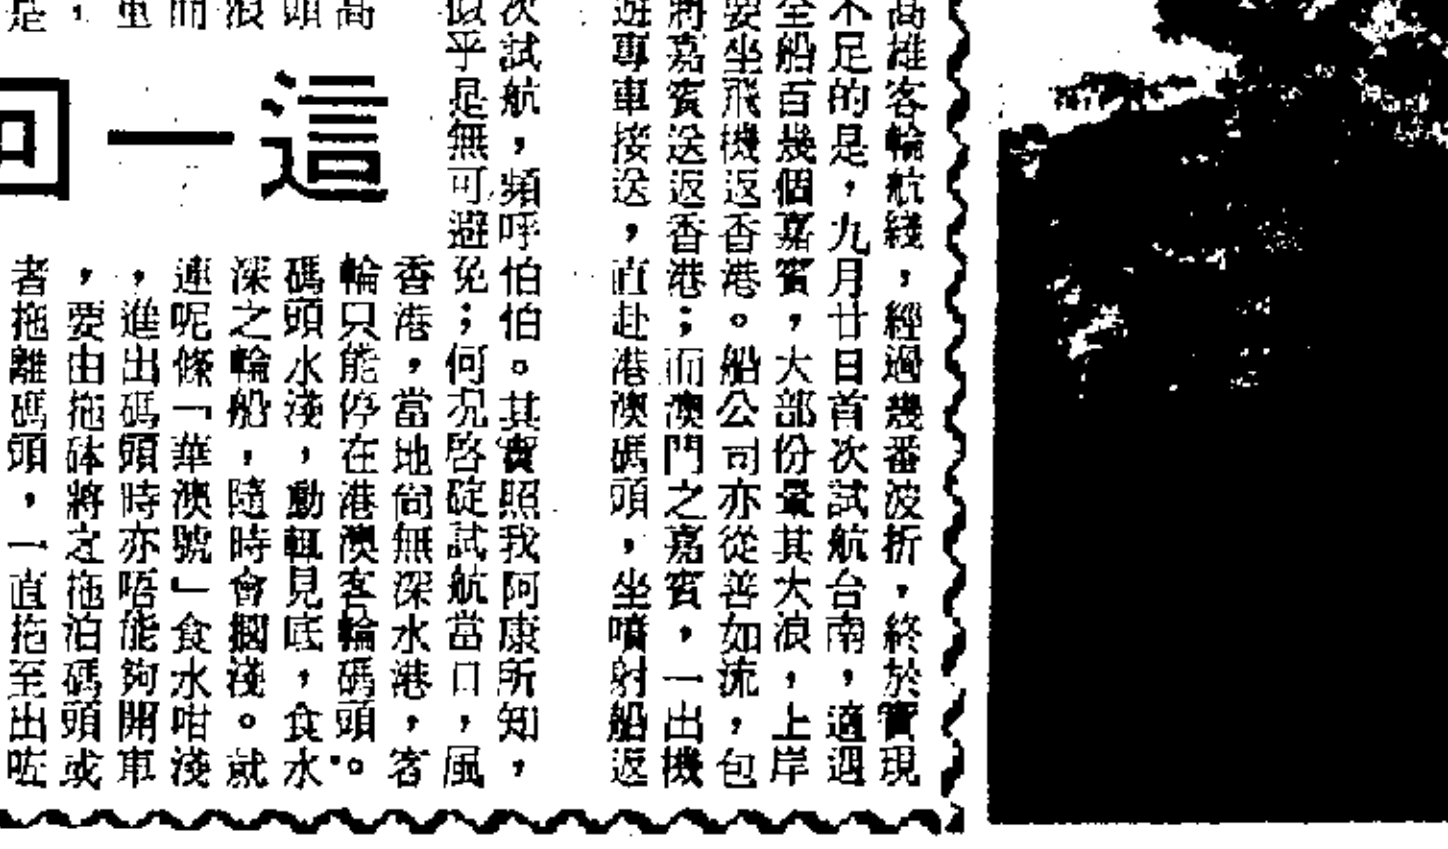 高雄客輪航綫，經過幾番波折，終於實現
不足的是，九月廿日首次試航台南，適遇
全船百幾個嘉賓，大部份暈其大浪，上岸
要坐飛機返香港。船公司亦從善如流，包
將嘉賓送返香港；而澳門之嘉賓，一出機
遊專車接送，直赴港澳碼頭，坐噴射船返
次試航，頻呼怕怕。其實照我阿康所知，
似乎是無可避免；何況啓碇試航當口，風
高
頭
浪
而
重
，
是
這一回
香港，當地尙無深水港，客
輪只能停在港澳客輪碼頭。
碼頭水淺，動輒見底，食水
深之輪船，隨時會擱淺。就
連呢條「華澳號」食水咁淺
，進出碼頭時亦唔能夠開車
，要由拖砵將之拖泊碼頭或
者拖離碼頭，一直拖至出咗